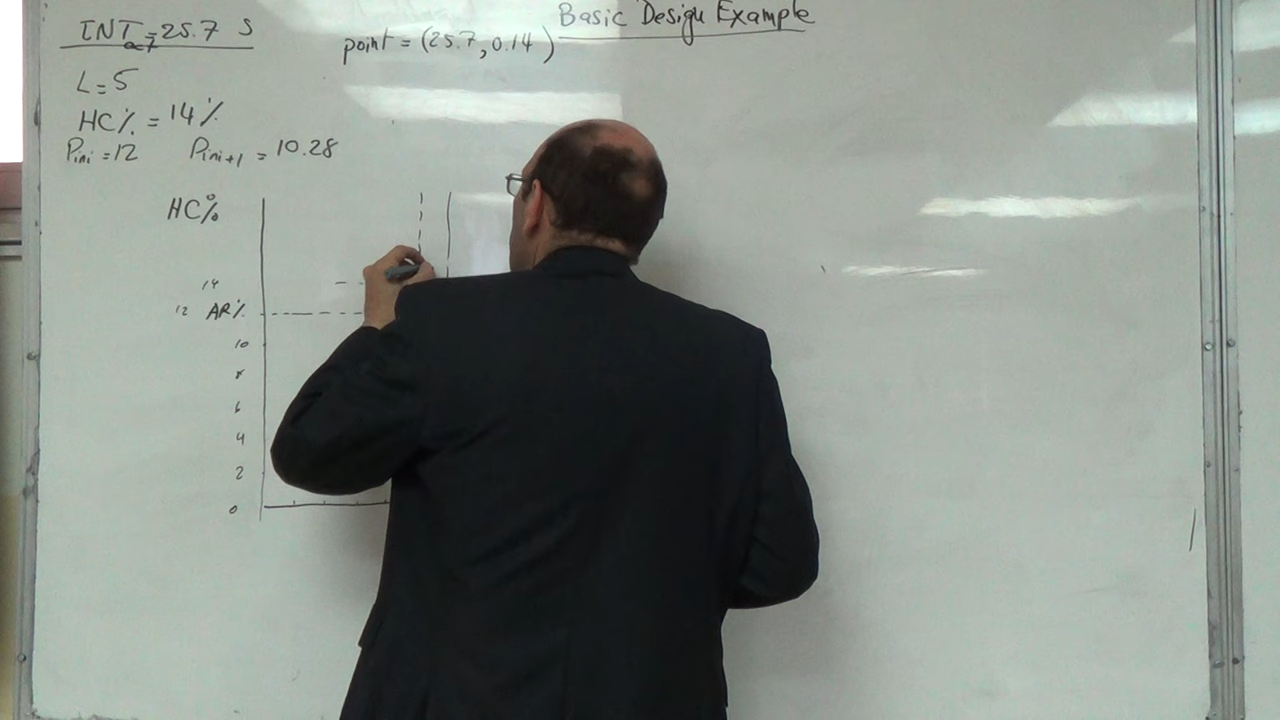 Basic Design Example
INT = 25.7 S
α7
point = (25.7, 0.14)
L = 5
HC% = 14%
Pini = 12 Pini+1 = 10.28
HC%
14
12 AR%
10
8
6
4
2
0